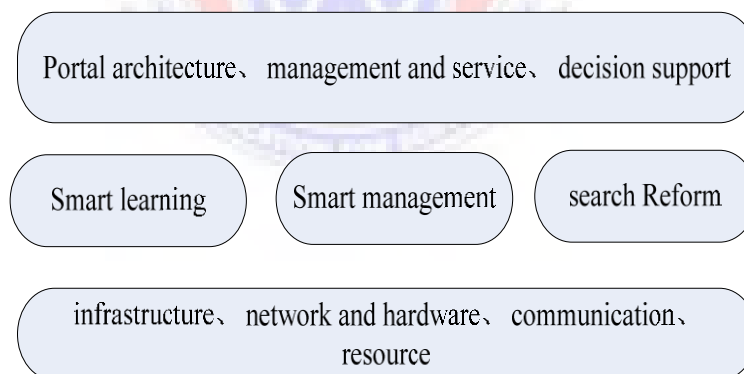 Portal architecture、 management and service、 decision support
Smart learning
Smart management
search Reform
infrastructure、 network and hardware、 communication、
resource